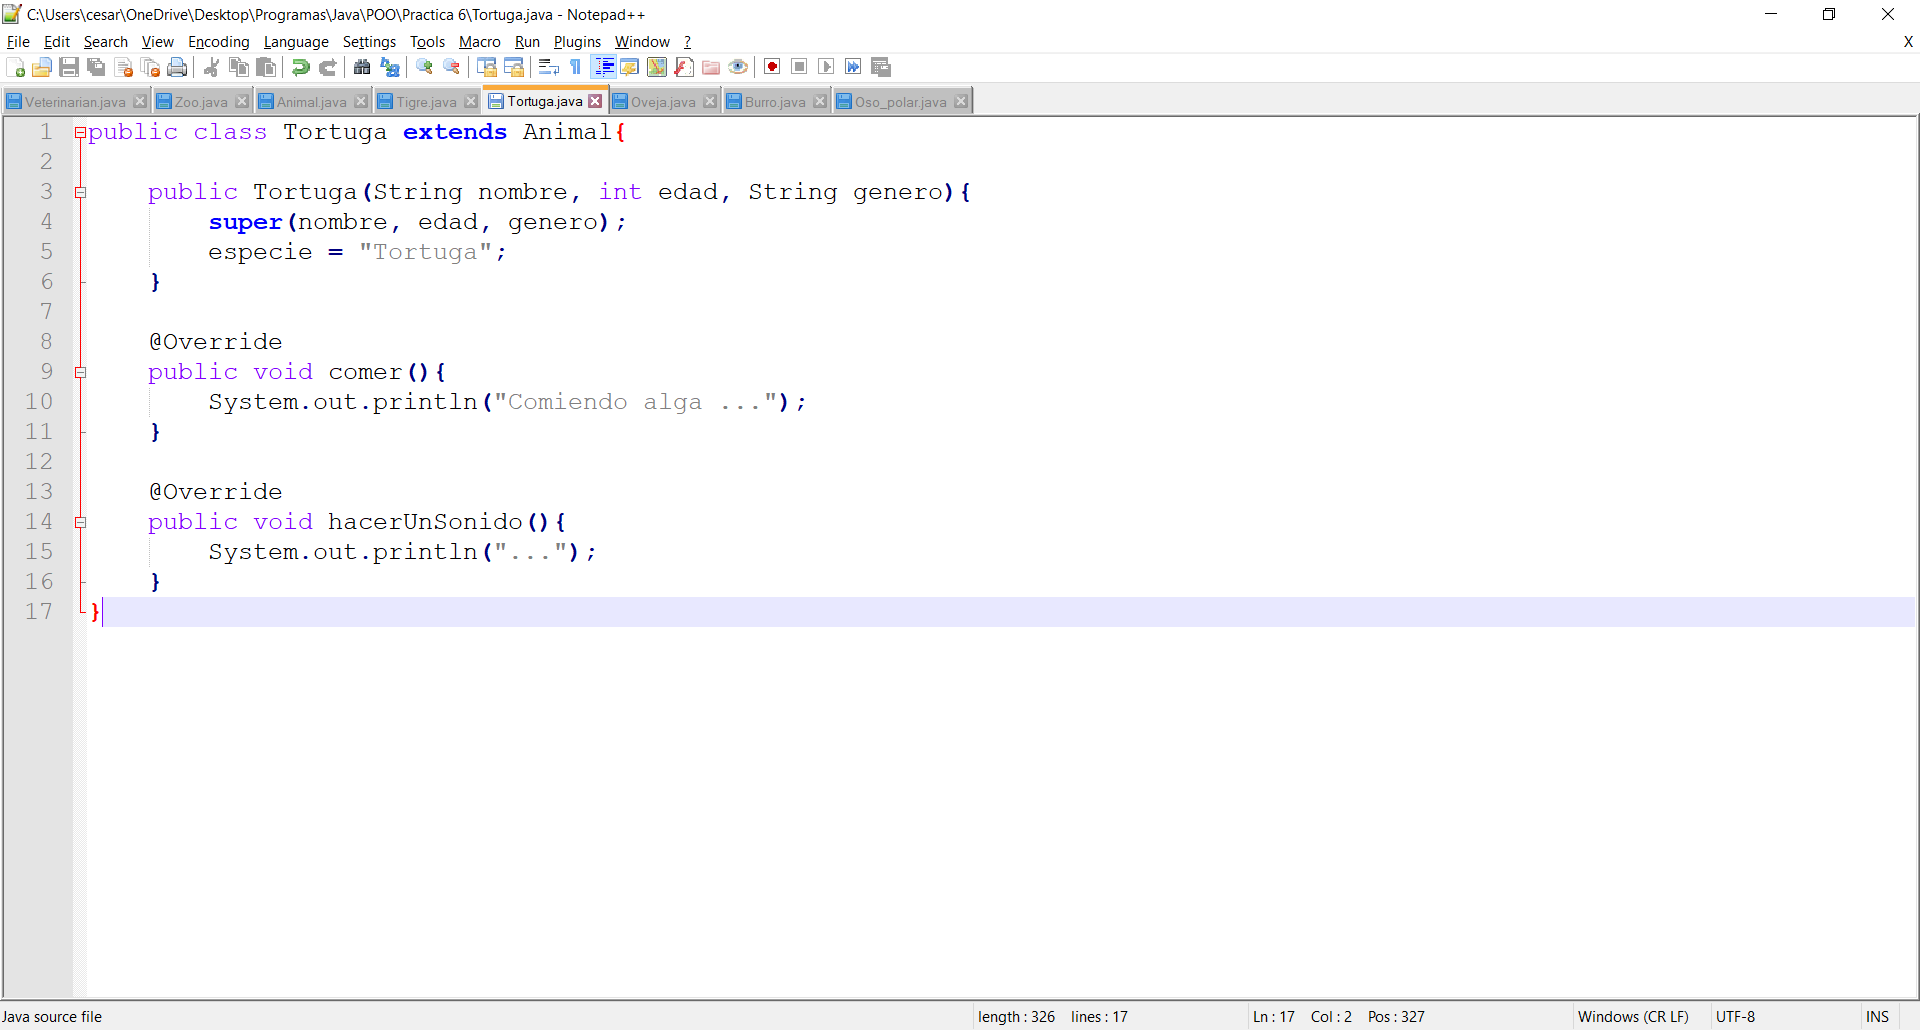 C:\Users\cesar\OneDrive\Desktop\Programas\Java\POO\Practica 6\Tortuga.java - Notepad++
File Edit Search View Encoding Language Settings Tools Macro Run Plugins Window ? X
Veterinarian.java Zoo.java Animal.java Tigre.java Tortuga.java Oveja.java Burro.java Oso_polar.java
1 public class Tortuga extends Animal{
2
3 public Tortuga(String nombre, int edad, String genero){
4 super(nombre, edad, genero);
5 especie = "Tortuga";
6 }
7
8 @Override
9 public void comer(){
10 System.out.println("Comiendo alga ...");
11 }
12
13 @Override
14 public void hacerUnSonido(){
15 System.out.println("...");
16 }
17 }
Java source file length : 326 lines : 17 Ln : 17 Col : 2 Pos : 327 Windows (CR LF) UTF-8 INS